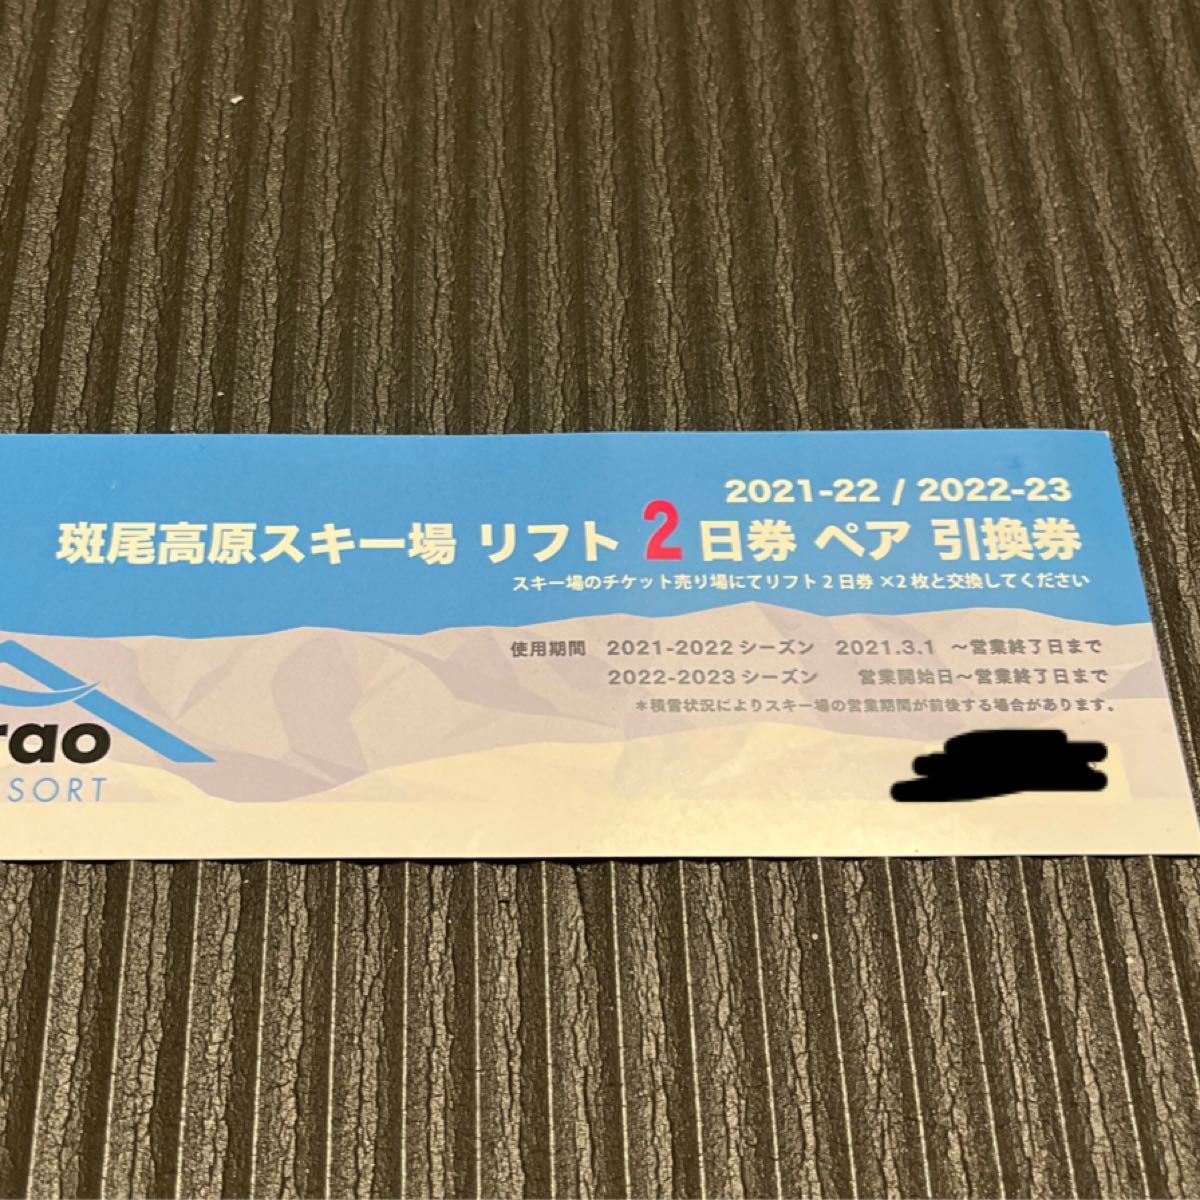 2021-22 / 2022-23
斑尾高原スキー場 リフト 2 日券 ペア 引換券
スキー場のチケット売り場にてリフト 2 日券 ×2 枚と交換してください
使用期間 2021-2022 シーズン 2021.3.1 ～営業終了日まで
2022-2023 シーズン 営業開始日～営業終了日まで
＊積雪状況によりスキー場の営業期間が前後する場合があります。
rao
SORT